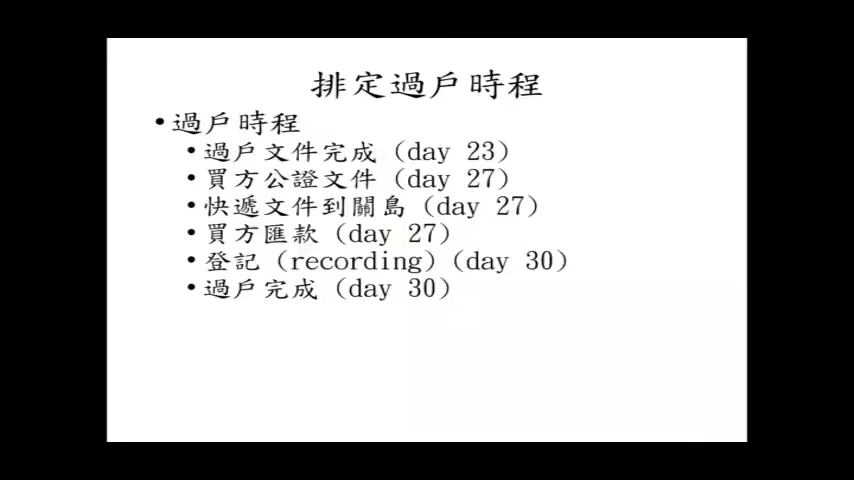 排定過戶時程
•過戶時程
•過戶文件完成 (day 23)
•買方公證文件 (day 27)
•快遞文件到關島 (day 27)
•買方匯款 (day 27)
•登記 (recording) (day 30)
•過戶完成 (day 30)